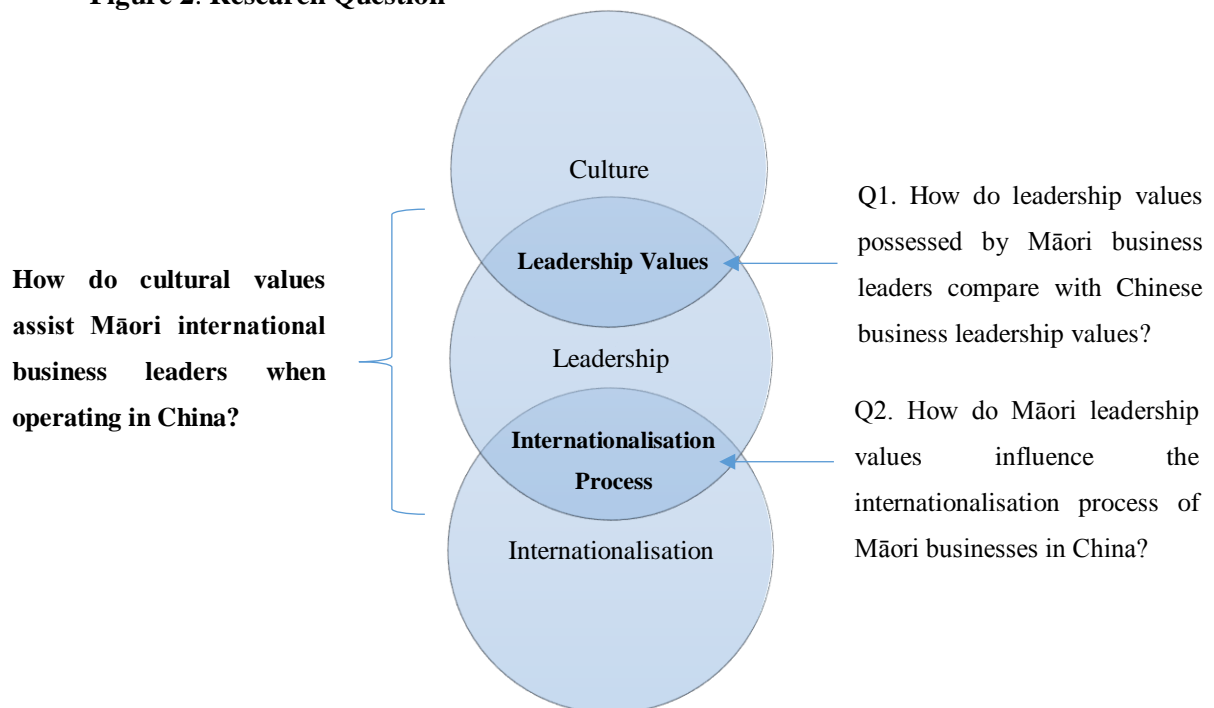 Figure 2. Research Question
Culture
Leadership Values
Leadership
Internationalisation
Process
Internationalisation
How do cultural values
assist Māori international
business leaders when
operating in China?
Q1. How do leadership values
possessed by Māori business
leaders compare with Chinese
business leadership values?
Q2. How do Māori leadership
values influence the
internationalisation process of
Māori businesses in China?